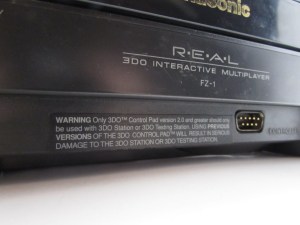 Panasonic
R·E·A·L
3DO INTERACTIVE MULTIPLAYER
FZ-1
WARNING Only 3DO™ Control Pad version 2.0 and greater should only
be used with 3DO Station or 3DO Testing Station. USING PREVIOUS
VERSIONS OF THE 3DO CONTROL PAD™ WILL RESULT IN SERIOUS
DAMAGE TO THE 3DO STATION OR 3DO TESTING STATION.